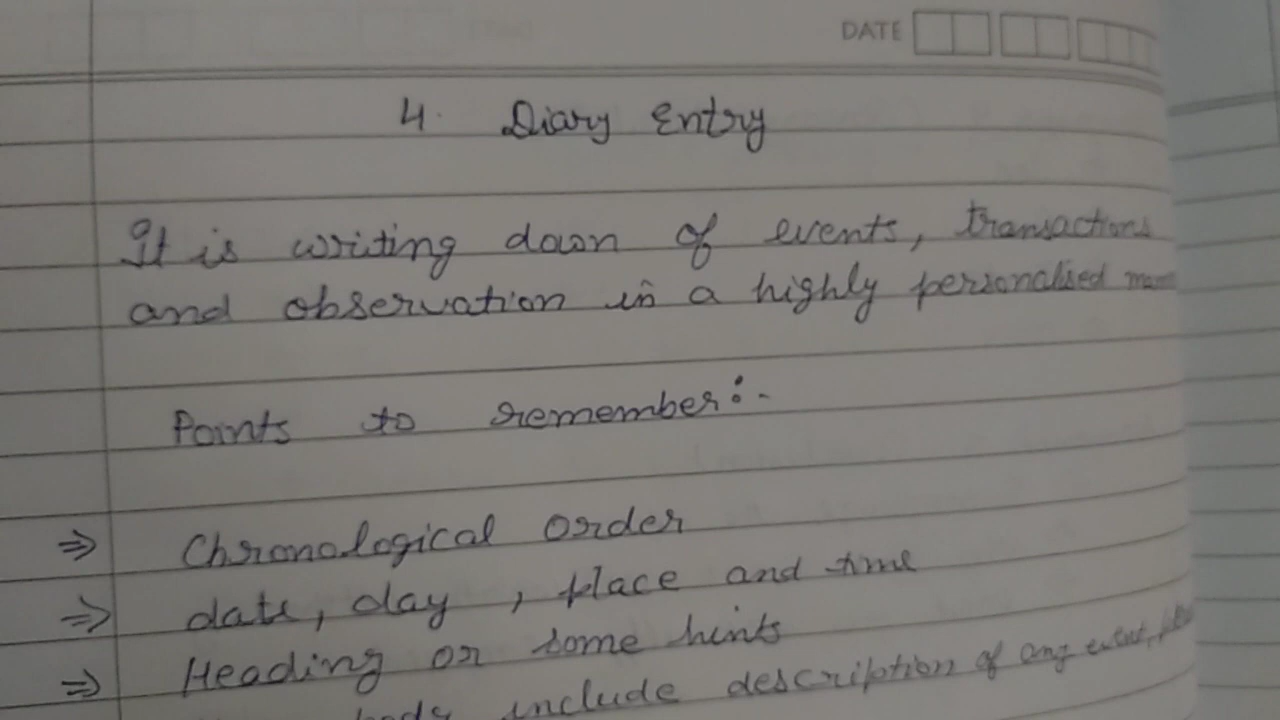 DATE
4. Diary Entry
It is writing down of events, transactions
and observation in a highly personalised
Points to remember:-
⇒ Chronological order
⇒ date, day, place and time
⇒ Heading or some hints
body include description of any event,